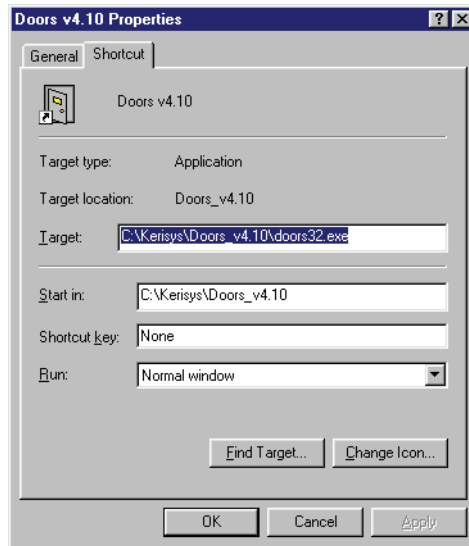 Doors v4.10 Properties
General Shortcut
Doors v4.10
Target type: Application
Target location: Doors_v4.10
Target: C:\Kerisys\Doors_v4.10\doors32.exe
Start in: C:\Kerisys\Doors_v4.10
Shortcut key: None
Run: Normal window
Find Target... Change Icon...
OK Cancel Apply